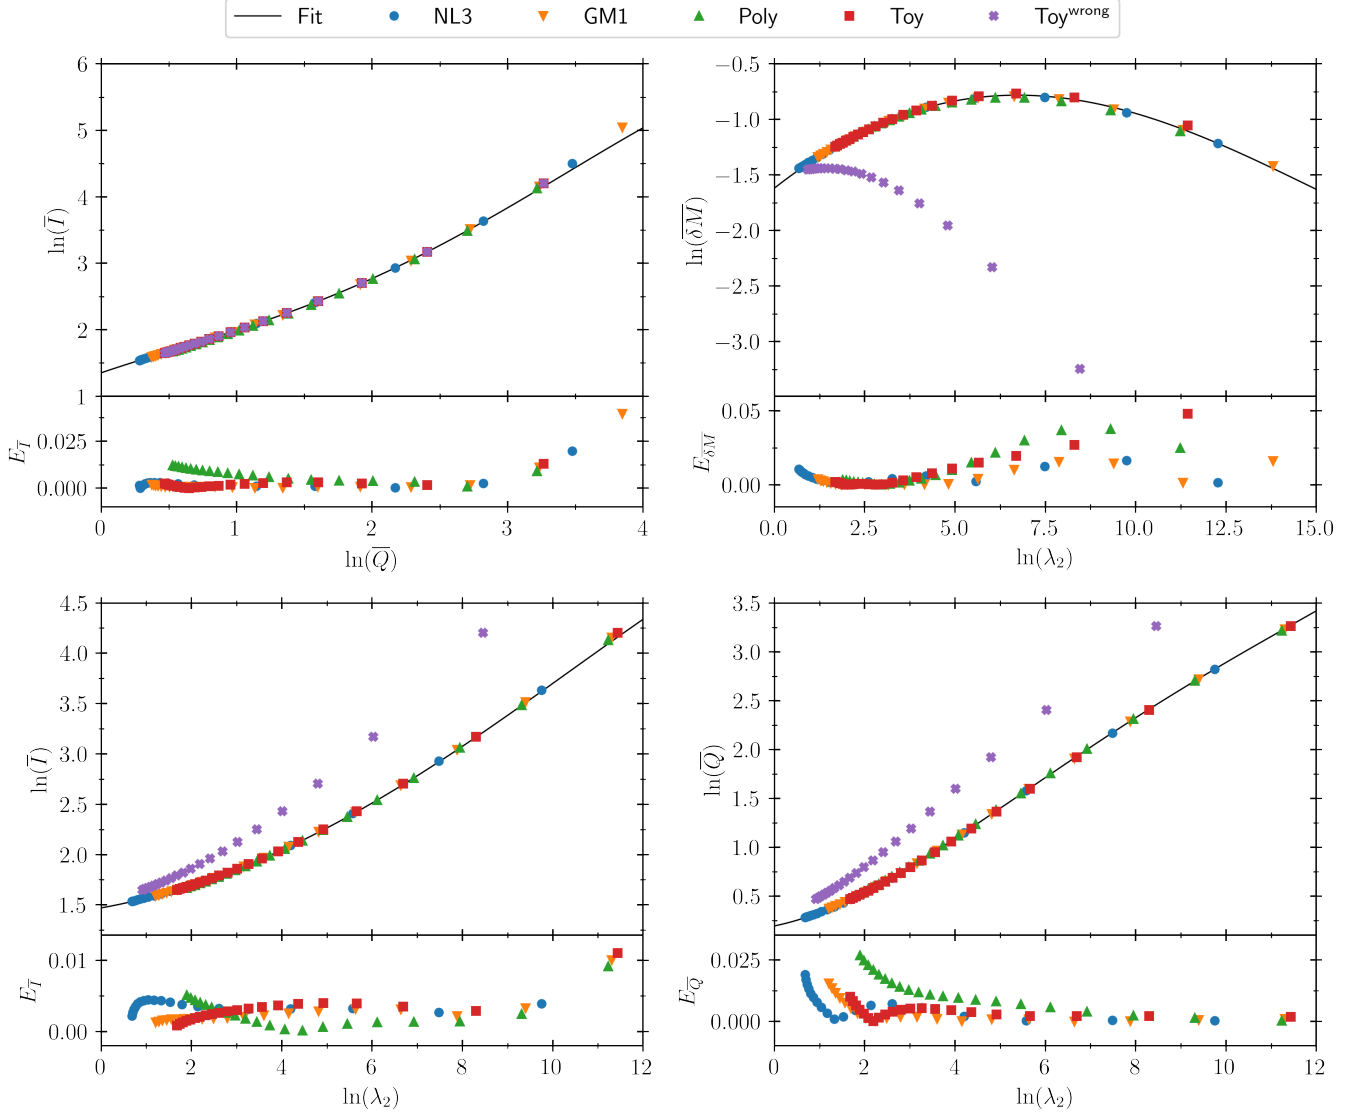 Fit NL3 GM1 Poly Toy Toy^wrong
6
5
4
3
2
1
ln(I̅)
0.025
0.000
E_I̅
0 1 2 3 4
ln(Q̅)
−0.5
−1.0
−1.5
−2.0
−2.5
−3.0
ln(δM̅)
0.05
0.00
E_δM̅
0.0 2.5 5.0 7.5 10.0 12.5 15.0
ln(λ₂)
4.5
4.0
3.5
3.0
2.5
2.0
1.5
ln(I̅)
0.01
0.00
E_I̅
0 2 4 6 8 10 12
ln(λ₂)
3.5
3.0
2.5
2.0
1.5
1.0
0.5
ln(Q̅)
0.025
0.000
E_Q̅
0 2 4 6 8 10 12
ln(λ₂)